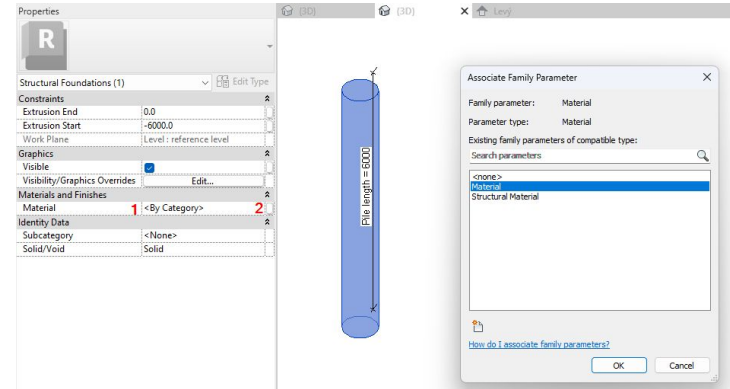 Properties
R
Structural Foundations (1)
Edit Type
Constraints
Extrusion End 0.0
Extrusion Start -6000.0
Work Plane Level : reference level
Graphics
Visible
Visibility/Graphics Overrides Edit...
Materials and Finishes
Material 1 <By Category> 2
Identity Data
Subcategory <None>
Solid/Void Solid
{3D}
{3D}
X
Levý
Pile length = 6000
Associate Family Parameter
Family parameter: Material
Parameter type: Material
Existing family parameters of compatible type:
Search parameters
<none>
Material
Structural Material
How do I associate family parameters?
OK Cancel